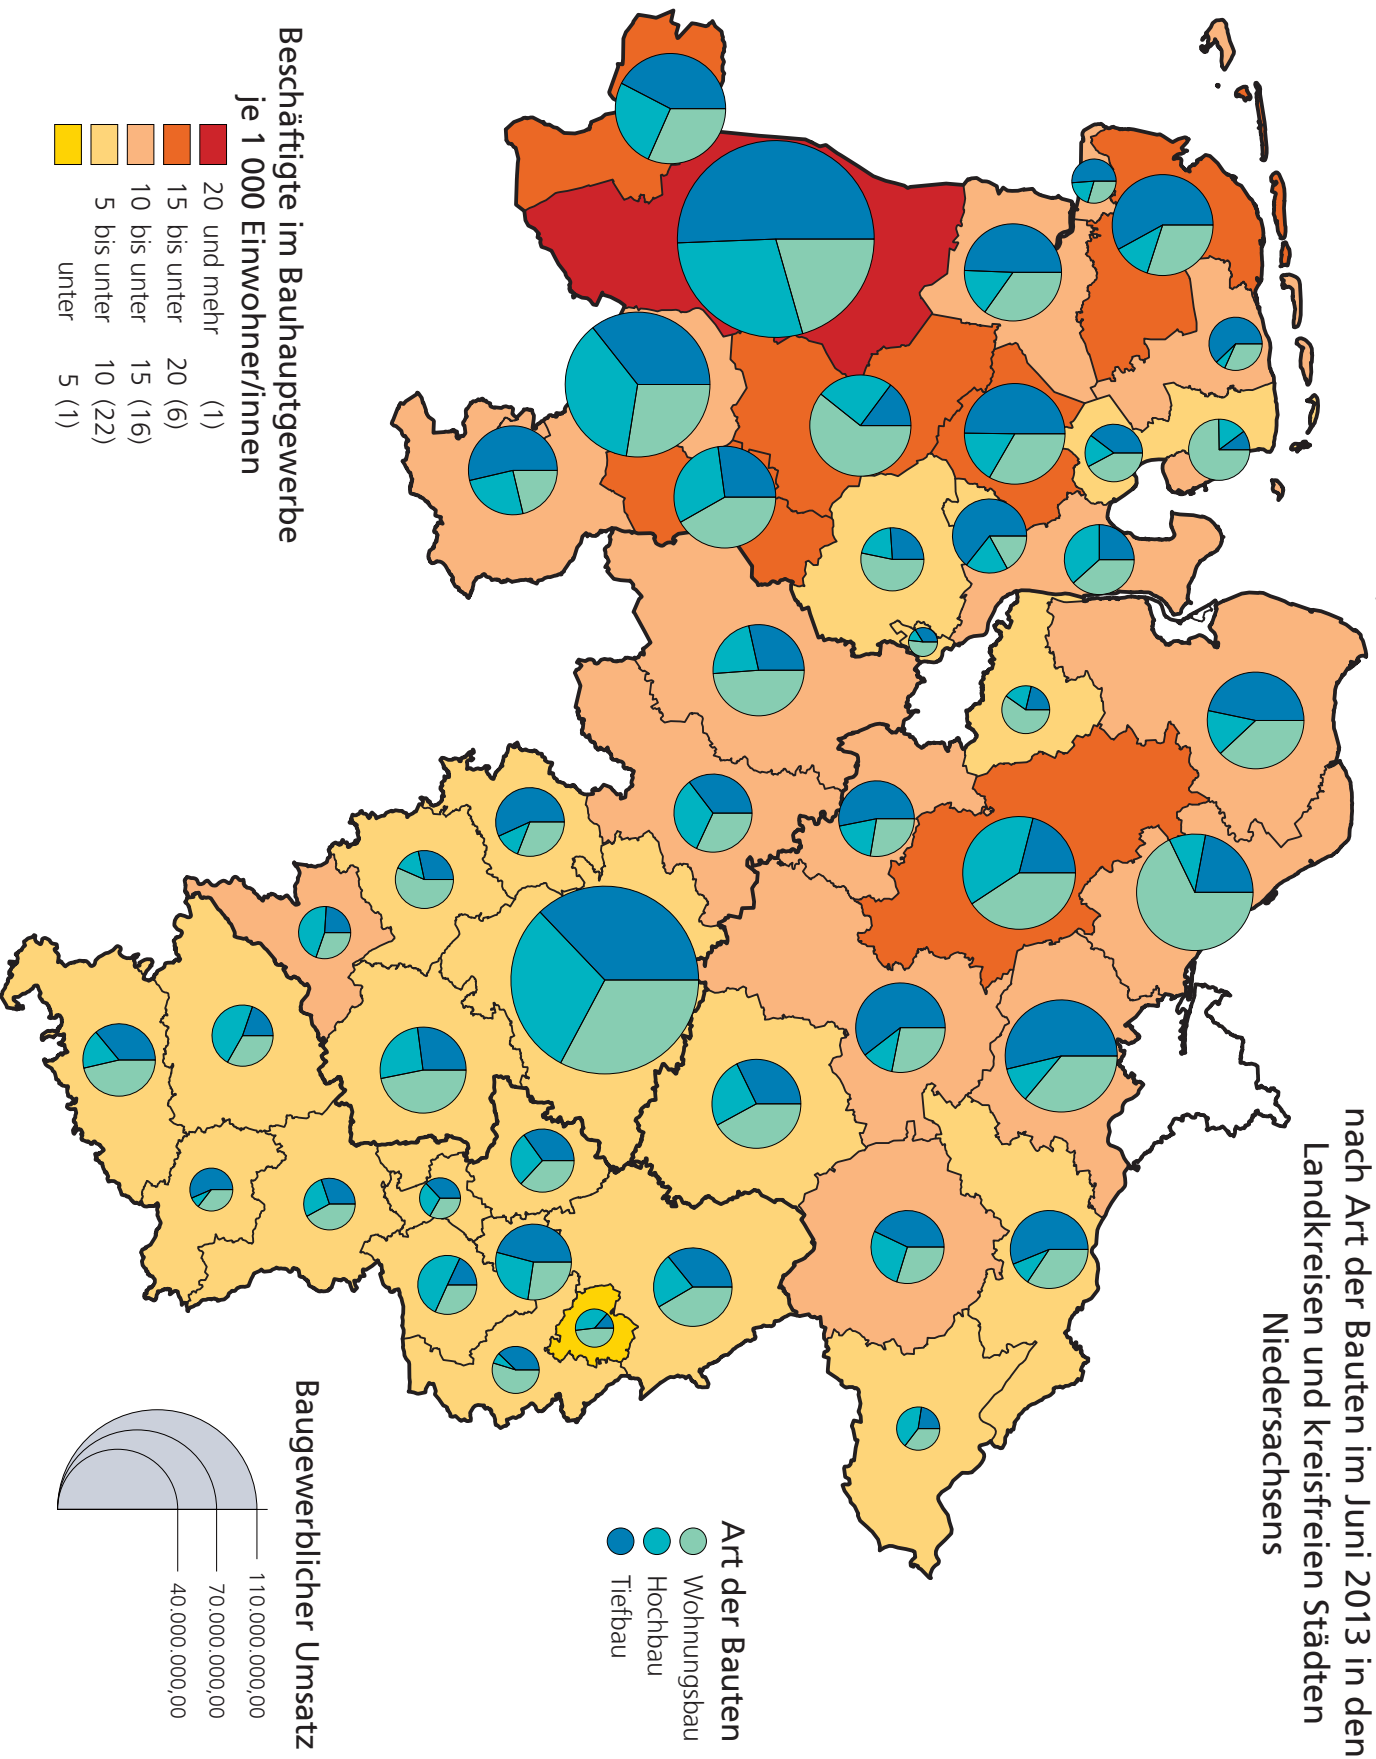 nach Art der Bauten im Juni 2013 in den
Landkreisen und kreisfreien Städten
Niedersachsens
Beschäftigte im Bauhauptgewerbe
je 1 000 Einwohner/innen
20 und mehr (1)
15 bis unter 20 (6)
10 bis unter 15 (16)
5 bis unter 10 (22)
unter 5 (1)
Art der Bauten
Wohnungsbau
Hochbau
Tiefbau
Baugewerblicher Umsatz
110.000.000,00
70.000.000,00
40.000.000,00